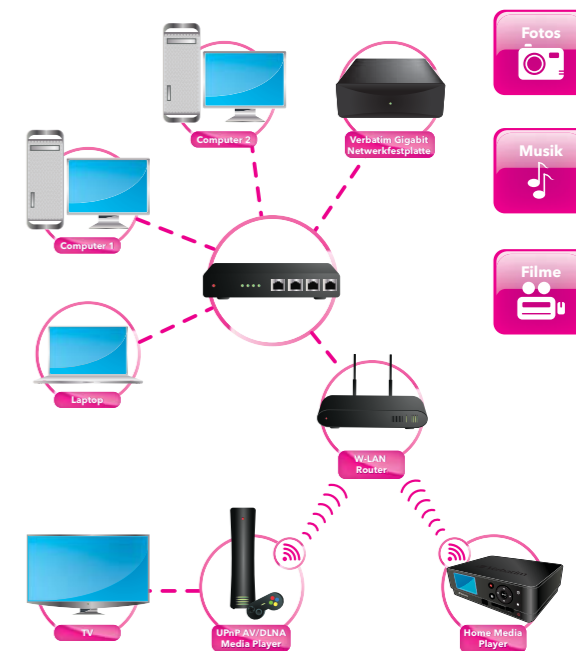 Fotos
Computer 2
Verbatim Gigabit
Netwerkfestplatte
Musik
Computer 1
Filme
Laptop
W-LAN
Router
TV
UPnP AV/DLNA
Media Player
Home Media
Player